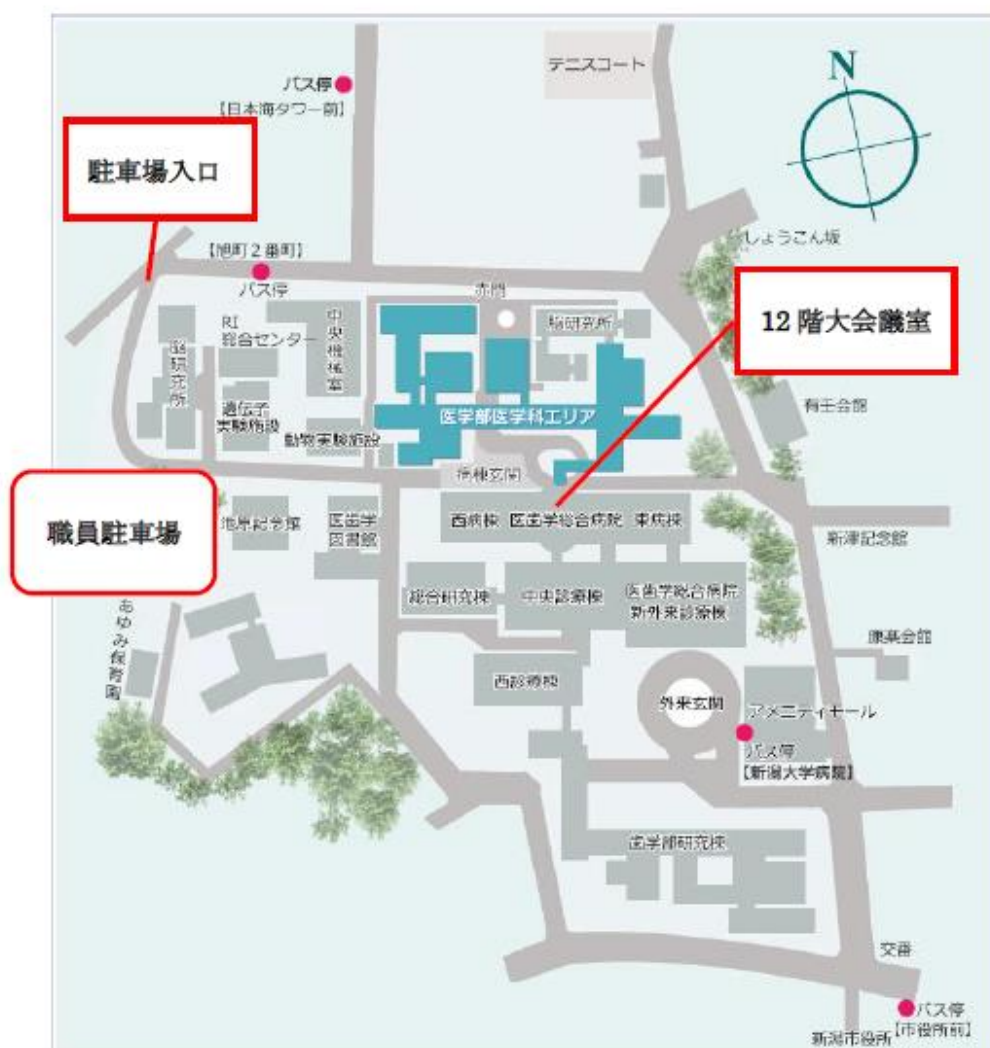 テニスコート
バス停
【日本海タワー前】
N
駐車場入口
しょうこん坂
【旭町２番町】
バス停
赤門
12 階大会議室
脳研究所
RI
総合センター
中央機械室
脳研究所
遺伝子
実験施設
動物実験施設
医学部医学科エリア
有壬会館
病棟玄関
職員駐車場
池原記念館
医歯学
図書館
西病棟 医歯学総合病院 東病棟
新津記念館
総合研究棟
中央診療棟
医歯学総合病院
新外来診療棟
あゆみ保育園
康楽会館
西診療棟
外来玄関
アメニティモール
バス停
【新潟大学病院】
歯学部研究棟
交番
バス停
【市役所前】
新潟市役所